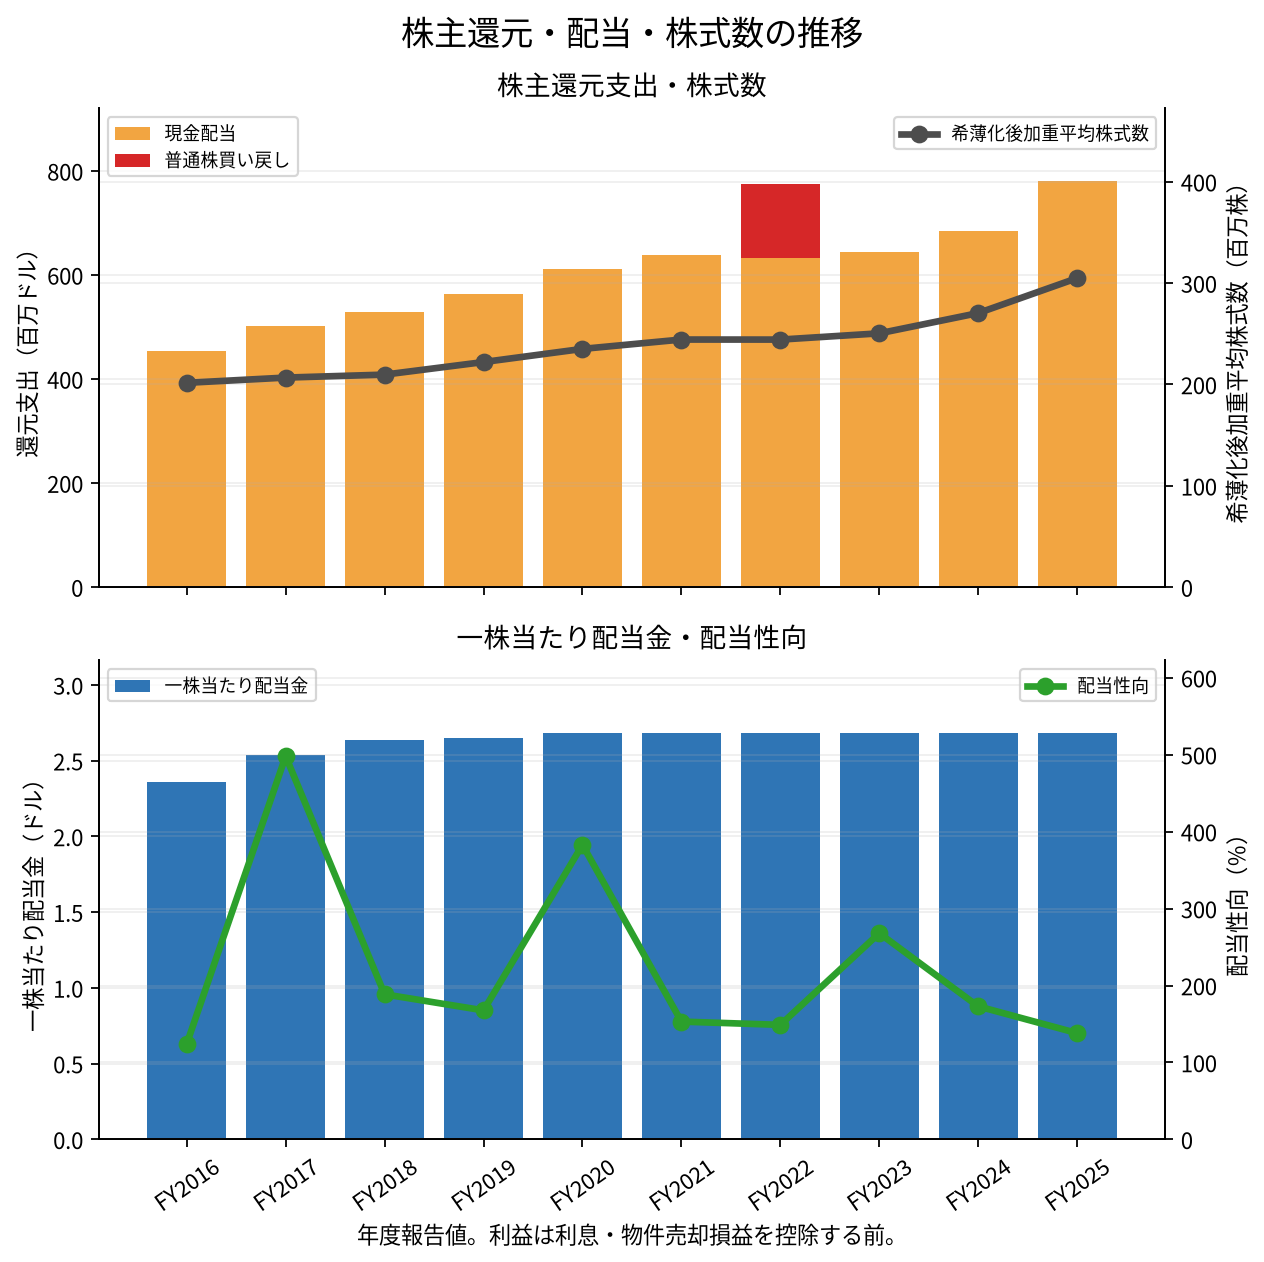 株主還元・配当・株式数の推移
株主還元支出・株式数
現金配当
普通株買い戻し
希薄化後加重平均株式数
800
600
400
200
0
還元支出（百万ドル）
400
300
200
100
0
希薄化後加重平均株式数（百万株）
一株当たり配当金・配当性向
一株当たり配当金
配当性向
3.0
2.5
2.0
1.5
1.0
0.5
0.0
一株当たり配当金（ドル）
600
500
400
300
200
100
0
配当性向（%）
FY2016
FY2017
FY2018
FY2019
FY2020
FY2021
FY2022
FY2023
FY2024
FY2025
年度報告値。利益は利息・物件売却損益を控除する前。